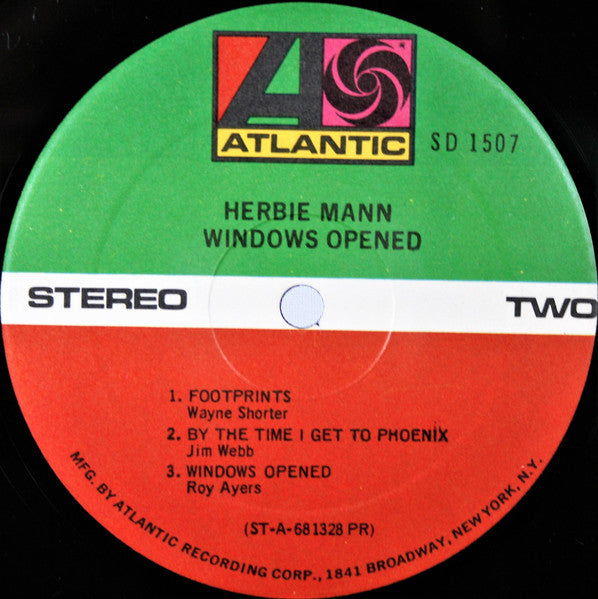 ATLANTIC
SD 1507
HERBIE MANN
WINDOWS OPENED
STEREO
TWO
1. FOOTPRINTS
Wayne Shorter
2. BY THE TIME I GET TO PHOENIX
Jim Webb
3. WINDOWS OPENED
Roy Ayers
(ST-A-681328 PR)
MFG. BY ATLANTIC RECORDING CORP., 1841 BROADWAY, NEW YORK, N.Y.